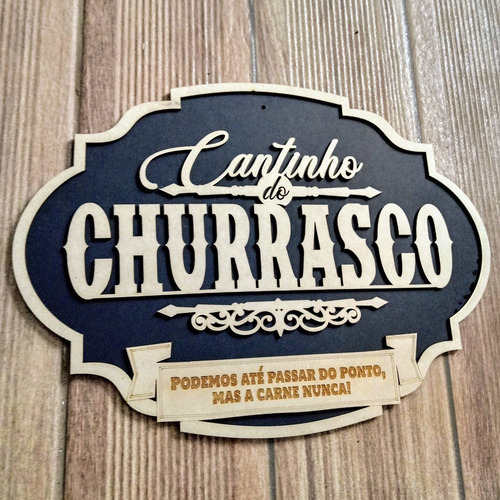 Cantinho
do
CHURRASCO
PODEMOS ATÉ PASSAR DO PONTO,
MAS A CARNE NUNCA!